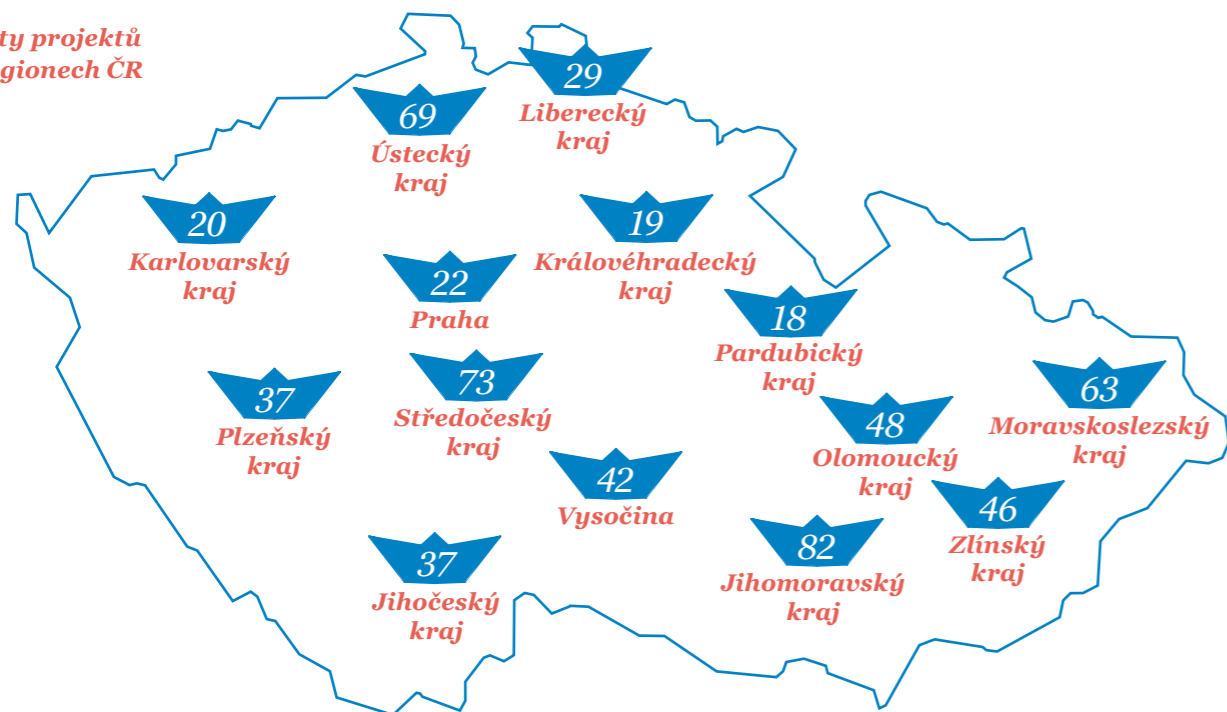 ty projektů
gionech ČR
29
Liberecký
kraj
69
Ústecký
kraj
20
Karlovarský
kraj
19
Královéhradecký
kraj
22
Praha
18
Pardubický
kraj
73
Středočeský
kraj
37
Plzeňský
kraj
63
Moravskoslezský
kraj
48
Olomoucký
kraj
42
Vysočina
46
Zlínský
kraj
82
Jihomoravský
kraj
37
Jihočeský
kraj